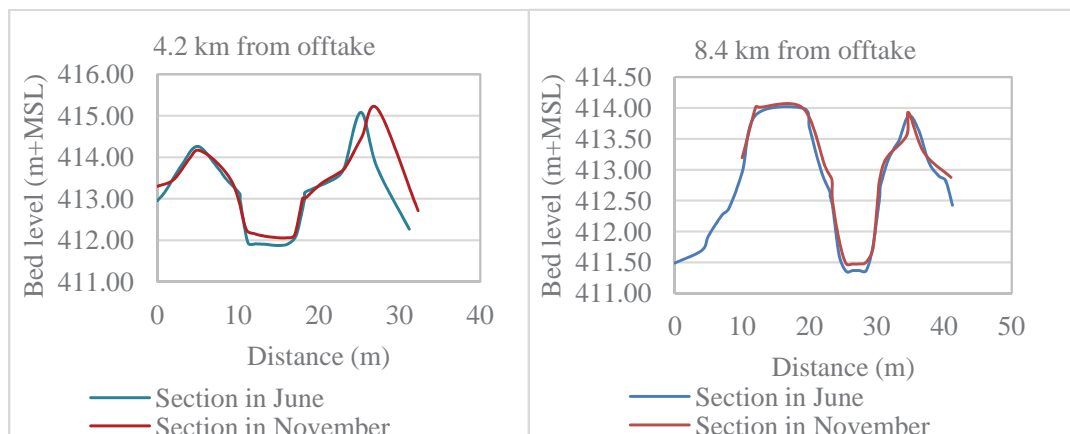 4.2 km from offtake
416.00
415.00
414.00
413.00
412.00
411.00
Bed level (m+MSL)
0 10 20 30 40
Distance (m)
Section in June
Section in November
8.4 km from offtake
414.50
414.00
413.50
413.00
412.50
412.00
411.50
411.00
Bed level (m+MSL)
0 10 20 30 40 50
Distance (m)
Section in June
Section in November